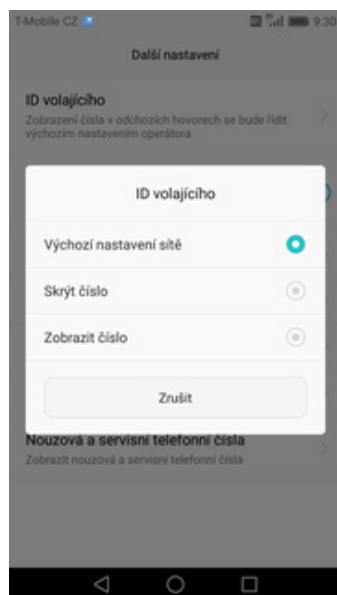 T-Mobile CZ 9:30
Další nastavení
ID volajícího
Zobrazení čísla v odchozích hovorech se bude řídit
výchozím nastavením operátora
ID volajícího
Výchozí nastavení sítě
Skrýt číslo
Zobrazit číslo
Zrušit
Nouzová a servisní telefonní čísla
Zobrazit nouzová a servisní telefonní čísla